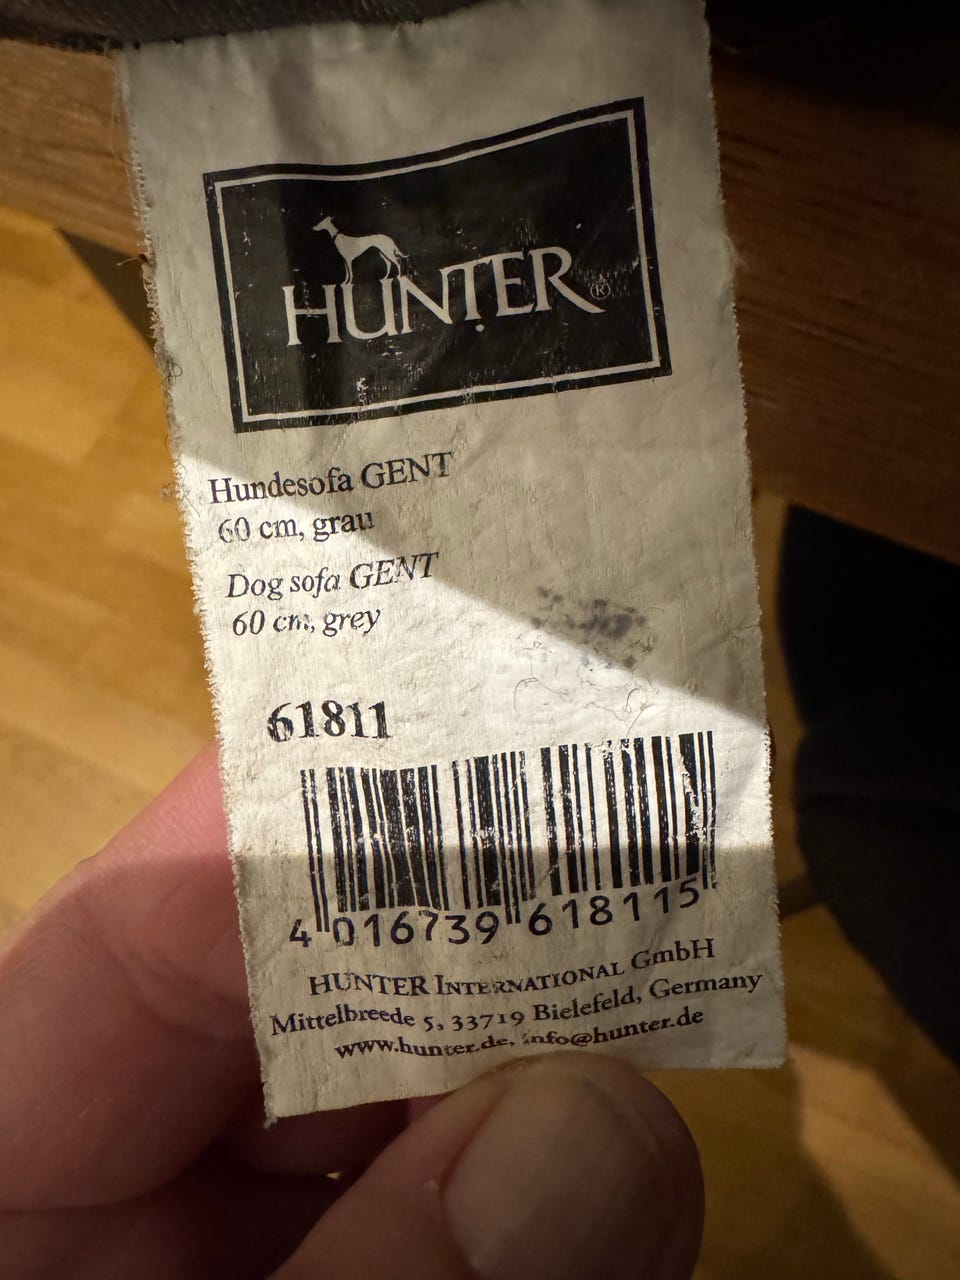 HUNTER®
Hundesofa GENT
60 cm, grau
Dog sofa GENT
60 cm, grey
61811
4 016739 618115
HUNTER INTERNATIONAL GmbH
Mittelbreede 5, 33719 Bielefeld, Germany
www.hunter.de, info@hunter.de